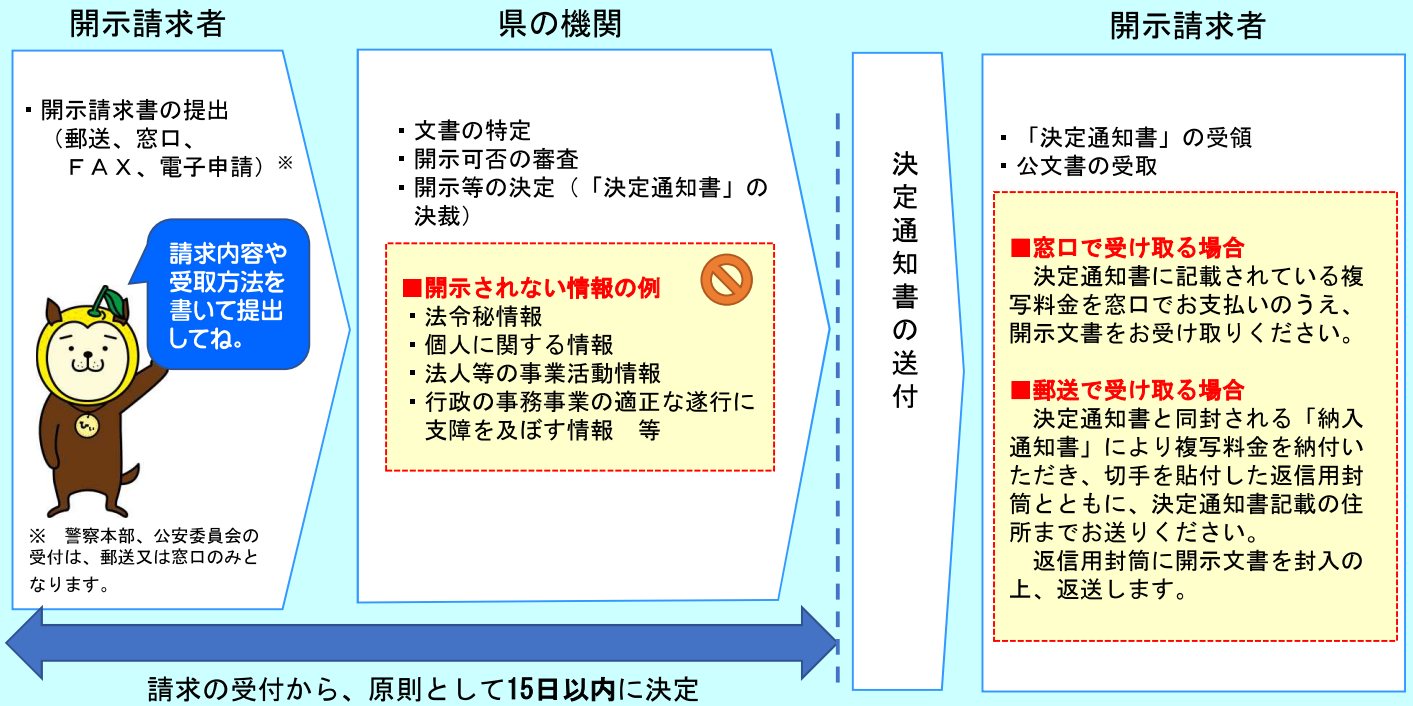 開示請求者
・開示請求書の提出
（郵送、窓口、
ＦＡＸ、電子申請）※
請求内容や
受取方法を
書いて提出
してね。
ひぃ
※　警察本部、公安委員会の
受付は、郵送又は窓口のみと
なります。
県の機関
・文書の特定
・開示可否の審査
・開示等の決定（「決定通知書」の
決裁）
■開示されない情報の例
・法令秘情報
・個人に関する情報
・法人等の事業活動情報
・行政の事務事業の適正な遂行に
支障を及ぼす情報　等
請求の受付から、原則として15日以内に決定
決定通知書の送付
開示請求者
・「決定通知書」の受領
・公文書の受取
■窓口で受け取る場合
　決定通知書に記載されている複
写料金を窓口でお支払いのうえ、
開示文書をお受け取りください。
■郵送で受け取る場合
　決定通知書と同封される「納入
通知書」により複写料金を納付い
ただき、切手を貼付した返信用封
筒とともに、決定通知書記載の住
所までお送りください。
　返信用封筒に開示文書を封入の
上、返送します。